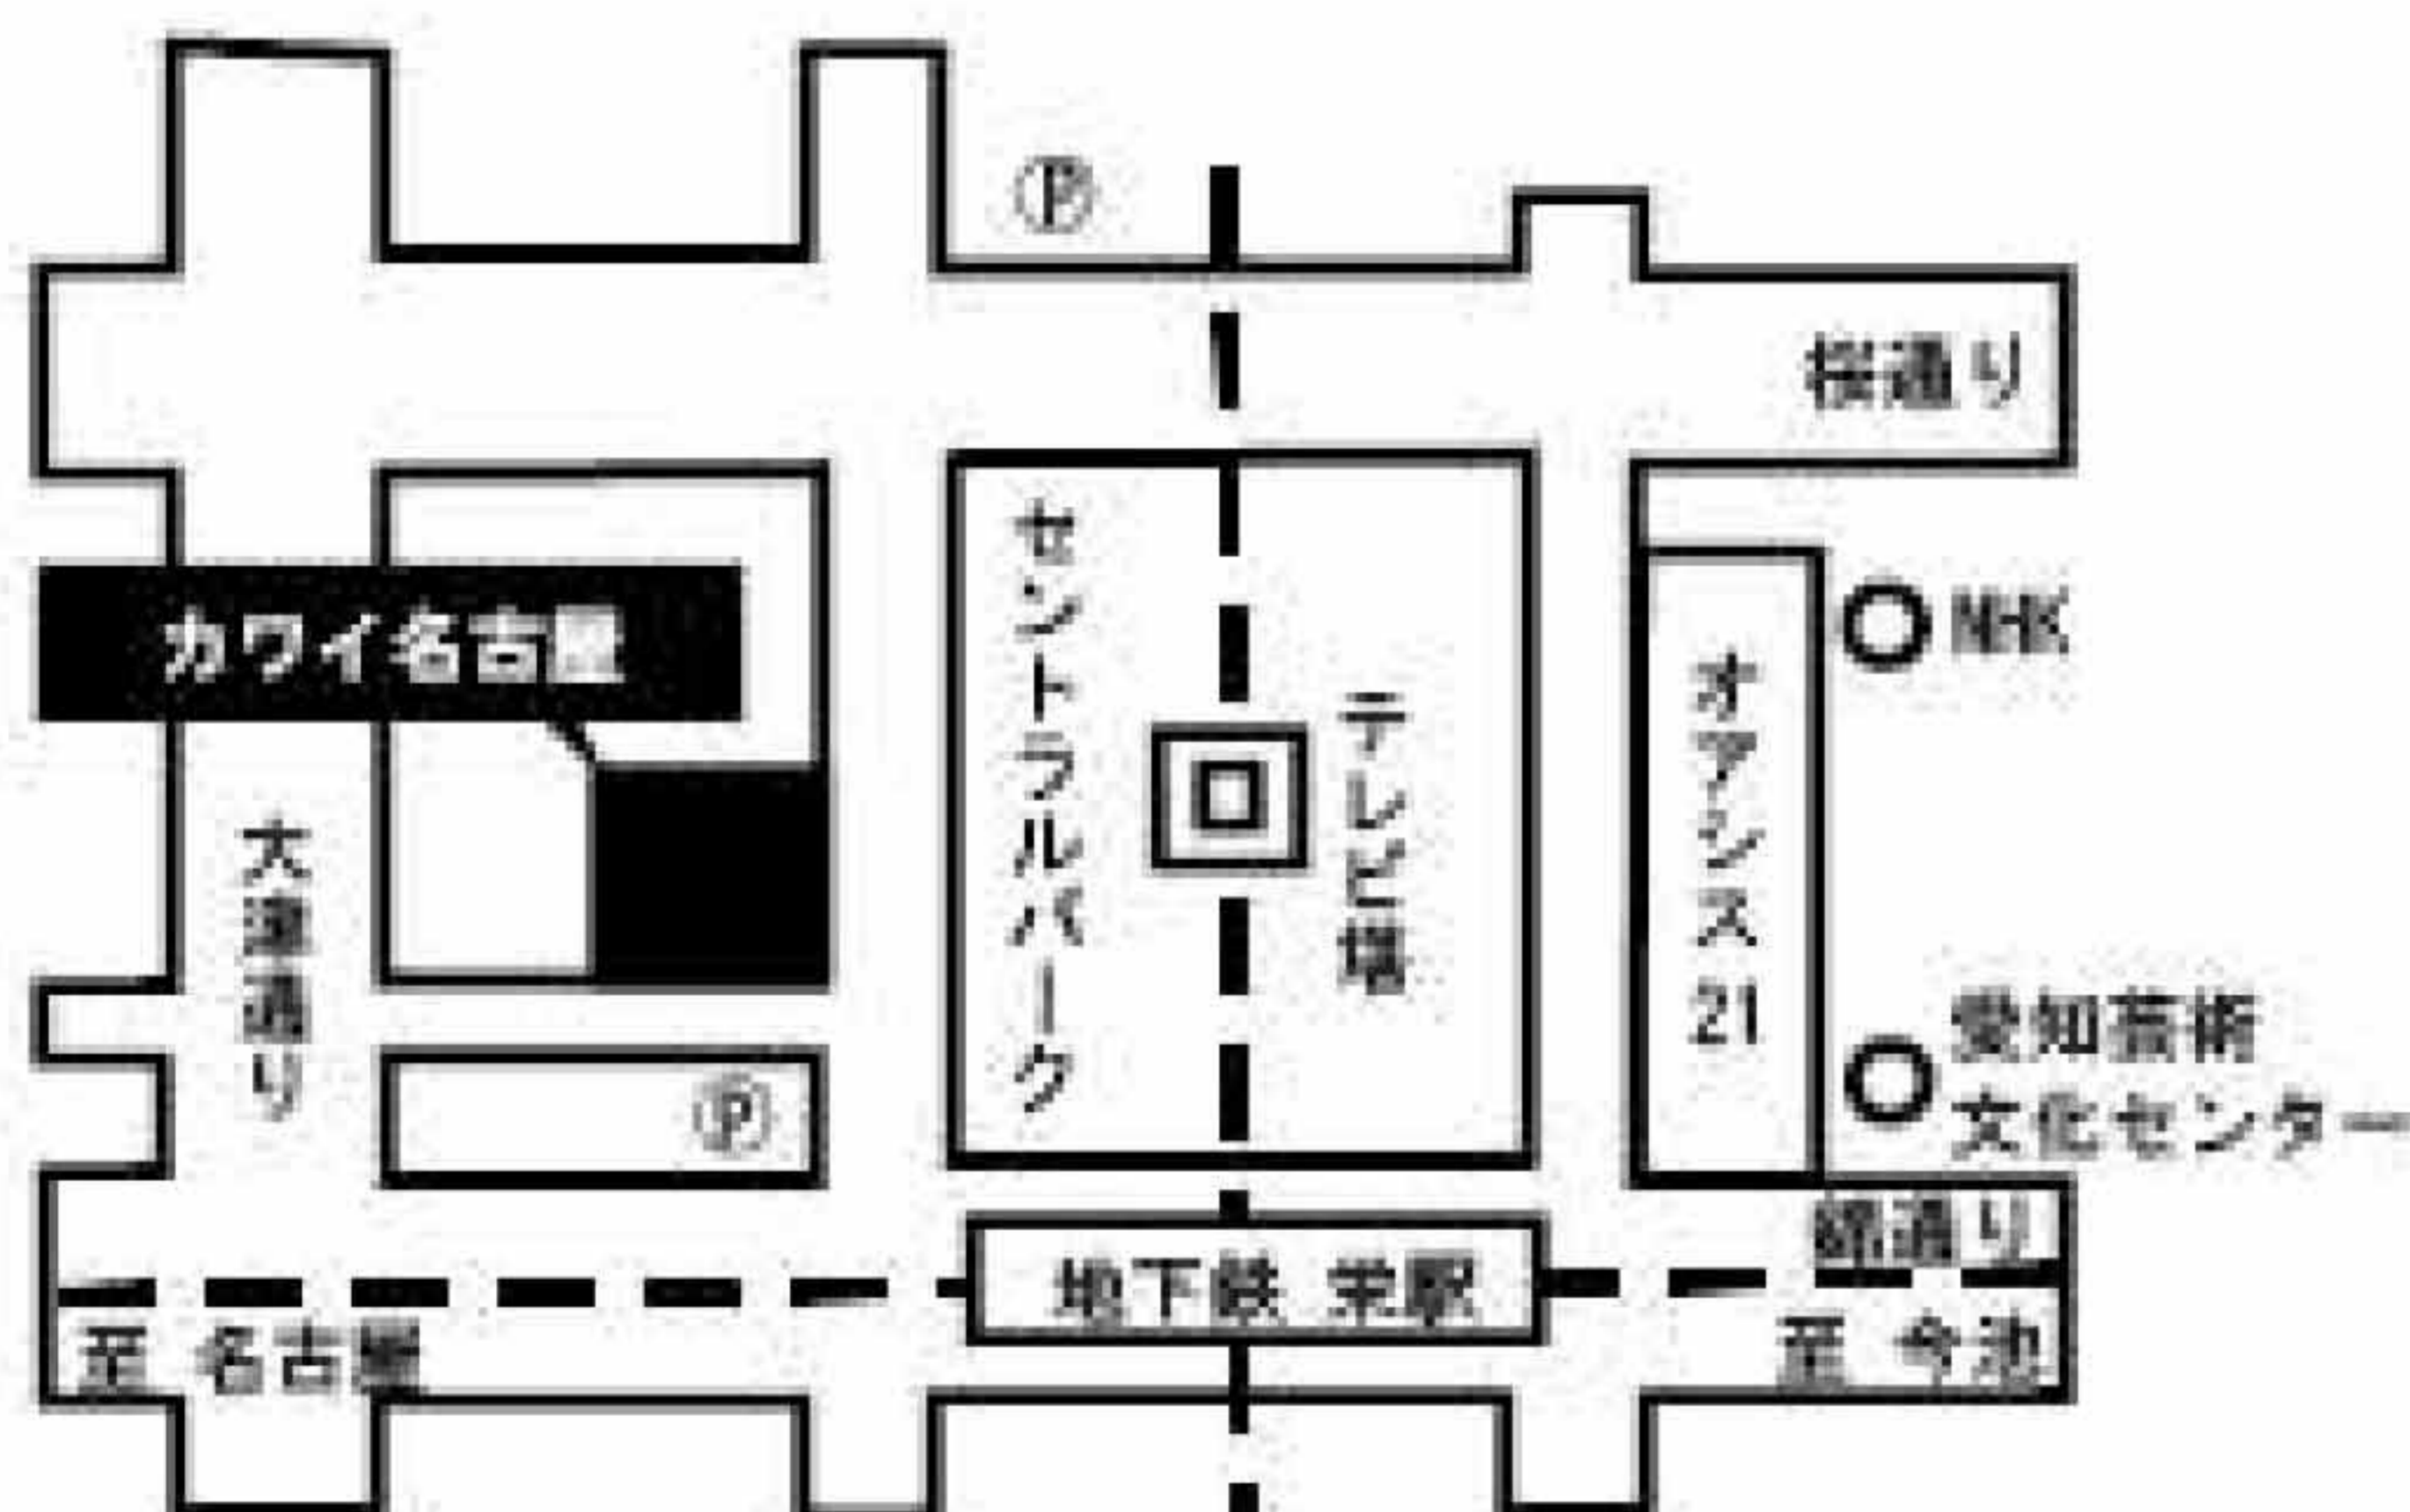 Ⓟ
桜通り
セントラルパーク
カワイ名古屋
NHK
オアシス21
テレビ塔
大津通り
愛知芸術
文化センター
Ⓟ
錦通り
地下鉄 栄駅
至 名古屋
至 今池